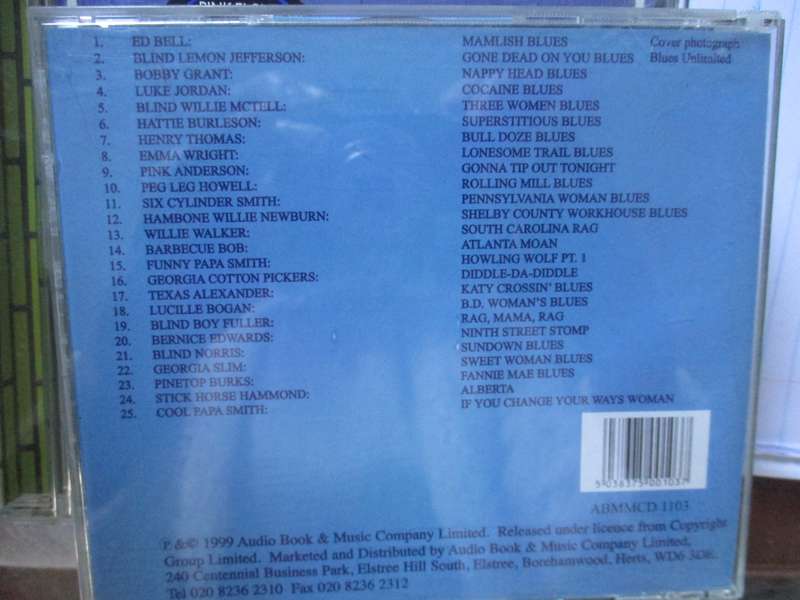 1. ED BELL: MAMLISH BLUES Cover photograph
2. BLIND LEMON JEFFERSON: GONE DEAD ON YOU BLUES Blues Unlimited
3. BOBBY GRANT: NAPPY HEAD BLUES
4. LUKE JORDAN: COCAINE BLUES
5. BLIND WILLIE MCTELL: THREE WOMEN BLUES
6. HATTIE BURLESON: SUPERSTITIOUS BLUES
7. HENRY THOMAS: BULL DOZE BLUES
8. EMMA WRIGHT: LONESOME TRAIL BLUES
9. PINK ANDERSON: GONNA TIP OUT TONIGHT
10. PEG LEG HOWELL: ROLLING MILL BLUES
11. SIX CYLINDER SMITH: PENNSYLVANIA WOMAN BLUES
12. HAMBONE WILLIE NEWBURN: SHELBY COUNTY WORKHOUSE BLUES
13. WILLIE WALKER: SOUTH CAROLINA RAG
14. BARBECUE BOB: ATLANTA MOAN
15. FUNNY PAPA SMITH: HOWLING WOLF PT. 1
16. GEORGIA COTTON PICKERS: DIDDLE-DA-DIDDLE
17. TEXAS ALEXANDER: KATY CROSSIN' BLUES
18. LUCILLE BOGAN: B.D. WOMAN'S BLUES
19. BLIND BOY FULLER: RAG, MAMA, RAG
20. BERNICE EDWARDS: NINTH STREET STOMP
21. BLIND NORRIS: SUNDOWN BLUES
22. GEORGIA SLIM: SWEET WOMAN BLUES
23. PINETOP BURKS: FANNIE MAE BLUES
24. STICK HORSE HAMMOND: ALBERTA
25. COOL PAPA SMITH: IF YOU CHANGE YOUR WAYS WOMAN
5 038375 001037
ABMMCD 1103
P. & © 1999 Audio Book & Music Company Limited. Released under licence from Copyright
Group Limited. Marketed and Distributed by Audio Book & Music Company Limited,
240 Centennial Business Park, Elstree Hill South, Elstree, Borehamwood, Herts, WD6 3DE.
Tel 020 8236 2310 Fax 020 8236 2312